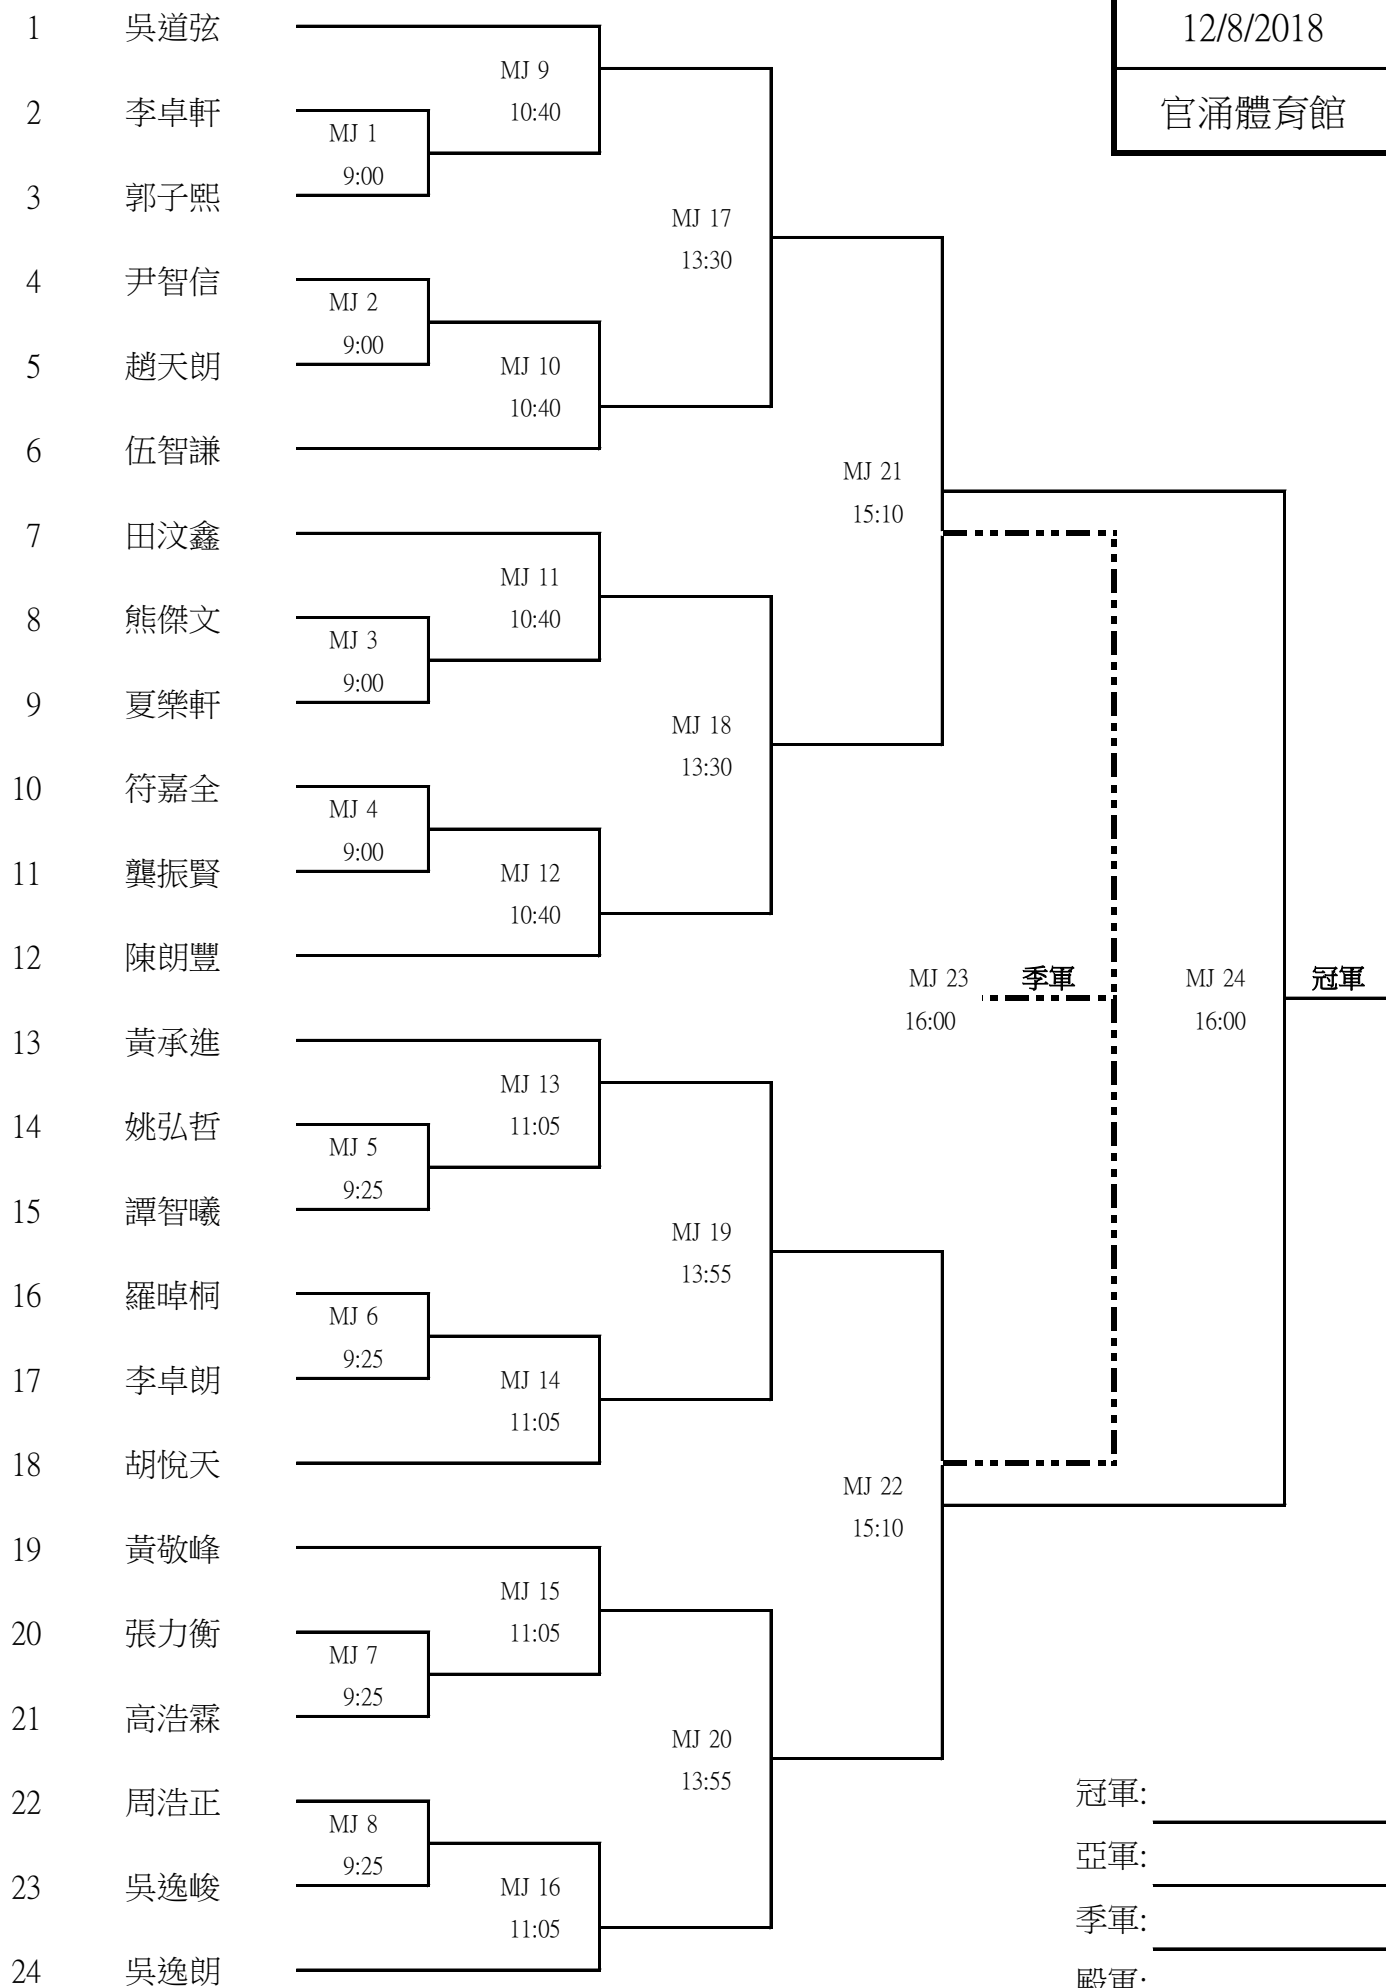 1 吳道弦
12/8/2018
MJ 9
10:40
2 李卓軒
官涌體育館
MJ 1
9:00
3 郭子熙
MJ 17
13:30
4 尹智信
MJ 2
9:00
5 趙天朗
MJ 10
10:40
6 伍智謙
MJ 21
15:10
7 田汶鑫
MJ 11
10:40
8 熊傑文
MJ 3
9:00
9 夏樂軒
MJ 18
13:30
10 符嘉全
MJ 4
9:00
11 龔振賢
MJ 12
10:40
12 陳朗豐
MJ 23 季軍 MJ 24 冠軍
16:00 16:00
13 黃承進
MJ 13
11:05
14 姚弘哲
MJ 5
9:25
15 譚智曦
MJ 19
13:55
16 羅晫桐
MJ 6
9:25
17 李卓朗
MJ 14
11:05
18 胡悅天
MJ 22
15:10
19 黃敬峰
MJ 15
11:05
20 張力衡
MJ 7
9:25
21 高浩霖
MJ 20
13:55
22 周浩正
冠軍:
MJ 8
9:25
亞軍:
23 吳逸峻
MJ 16
11:05
季軍:
24 吳逸朗
殿軍: